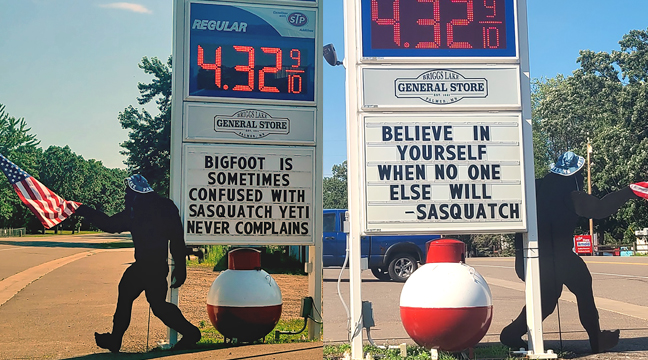 REGULAR
STP
4.32 9/10
BRIGGS LAKE
GENERAL STORE
BIGFOOT IS
SOMETIMES
CONFUSED WITH
SASQUATCH YETI
NEVER COMPLAINS
4.32 9/10
BRIGGS LAKE
GENERAL STORE
BELIEVE IN
YOURSELF
WHEN NO ONE
ELSE WILL
-SASQUATCH